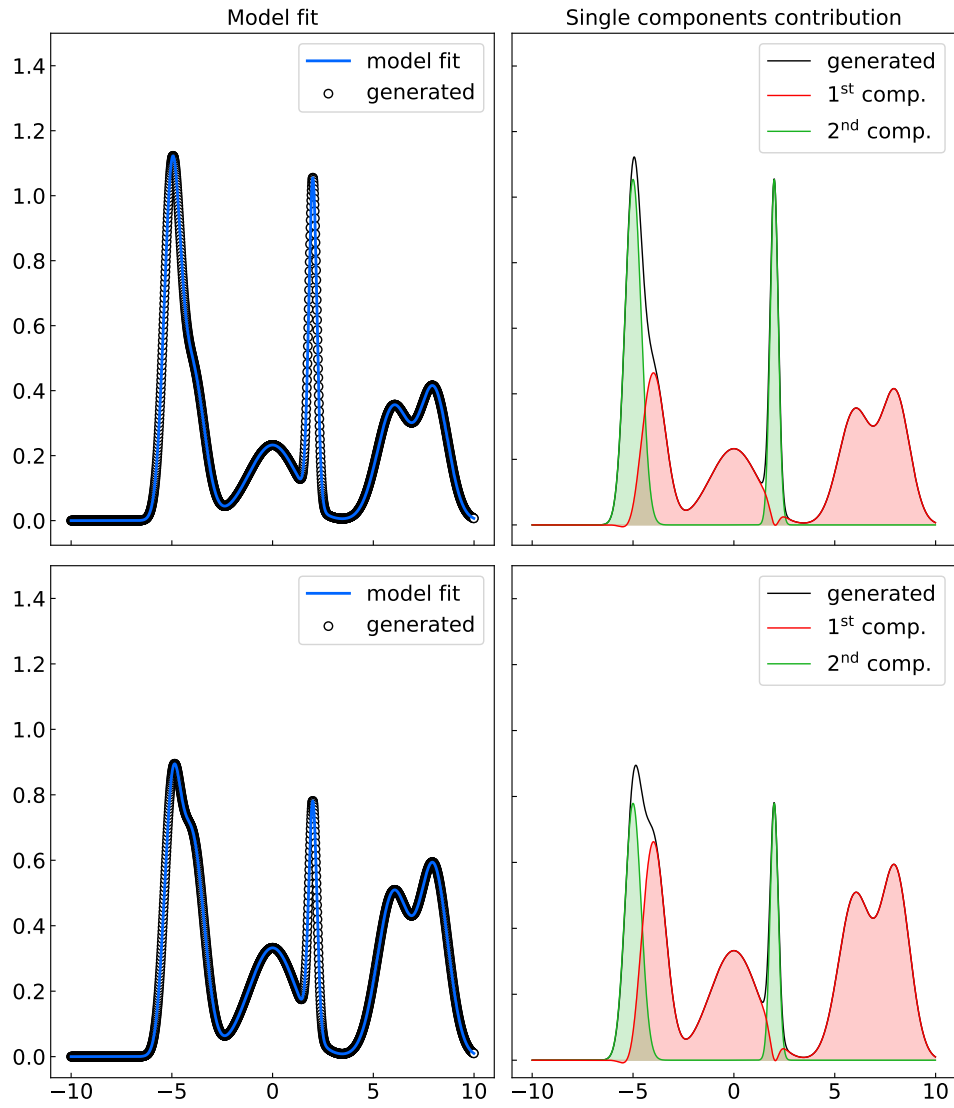 Model fit
Single components contribution
model fit
generated
generated
1st comp.
2nd comp.
1.4
1.2
1.0
0.8
0.6
0.4
0.2
0.0
model fit
generated
generated
1st comp.
2nd comp.
1.4
1.2
1.0
0.8
0.6
0.4
0.2
0.0
−10 −5 0 5 10
−10 −5 0 5 10